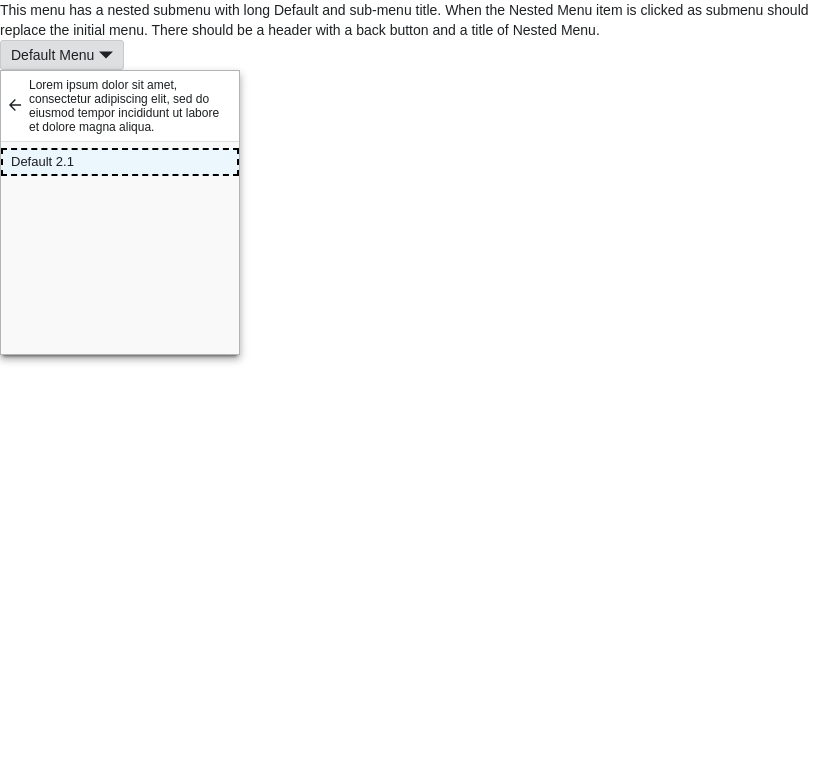 This menu has a nested submenu with long Default and sub-menu title. When the Nested Menu item is clicked as submenu should
replace the initial menu. There should be a header with a back button and a title of Nested Menu.
Default Menu
Lorem ipsum dolor sit amet,
consectetur adipiscing elit, sed do
eiusmod tempor incididunt ut labore
et dolore magna aliqua.
Default 2.1